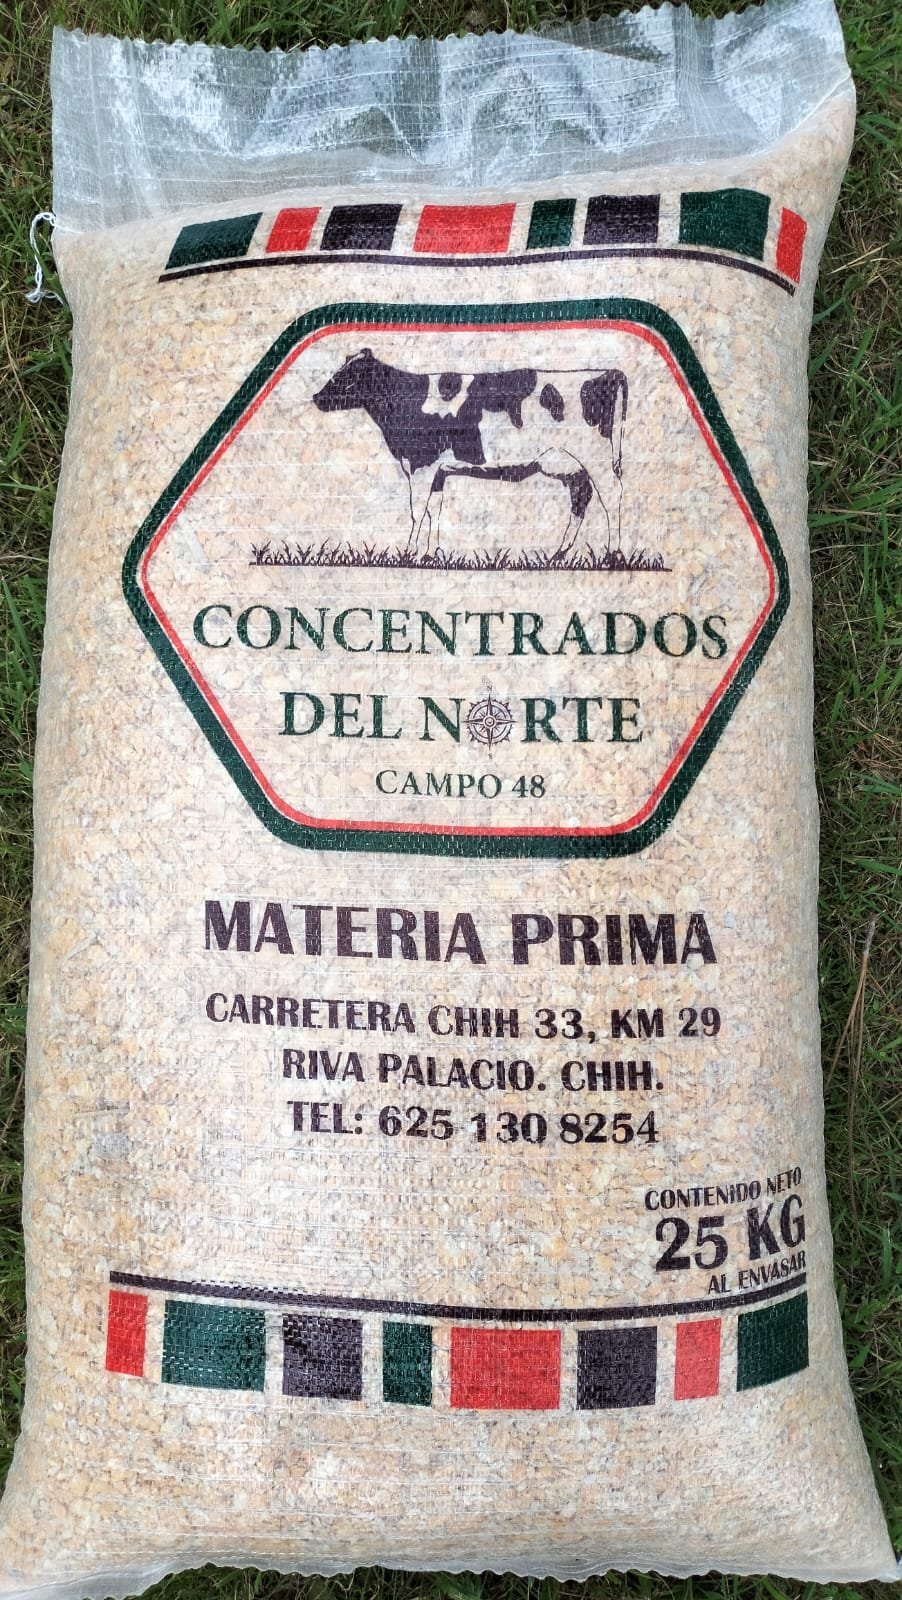 CONCENTRADOS
DEL NORTE
CAMPO 48
MATERIA PRIMA
CARRETERA CHIH 33, KM 29
RIVA PALACIO. CHIH.
TEL: 625 130 8254
CONTENIDO NETO
25 KG
AL ENVASAR